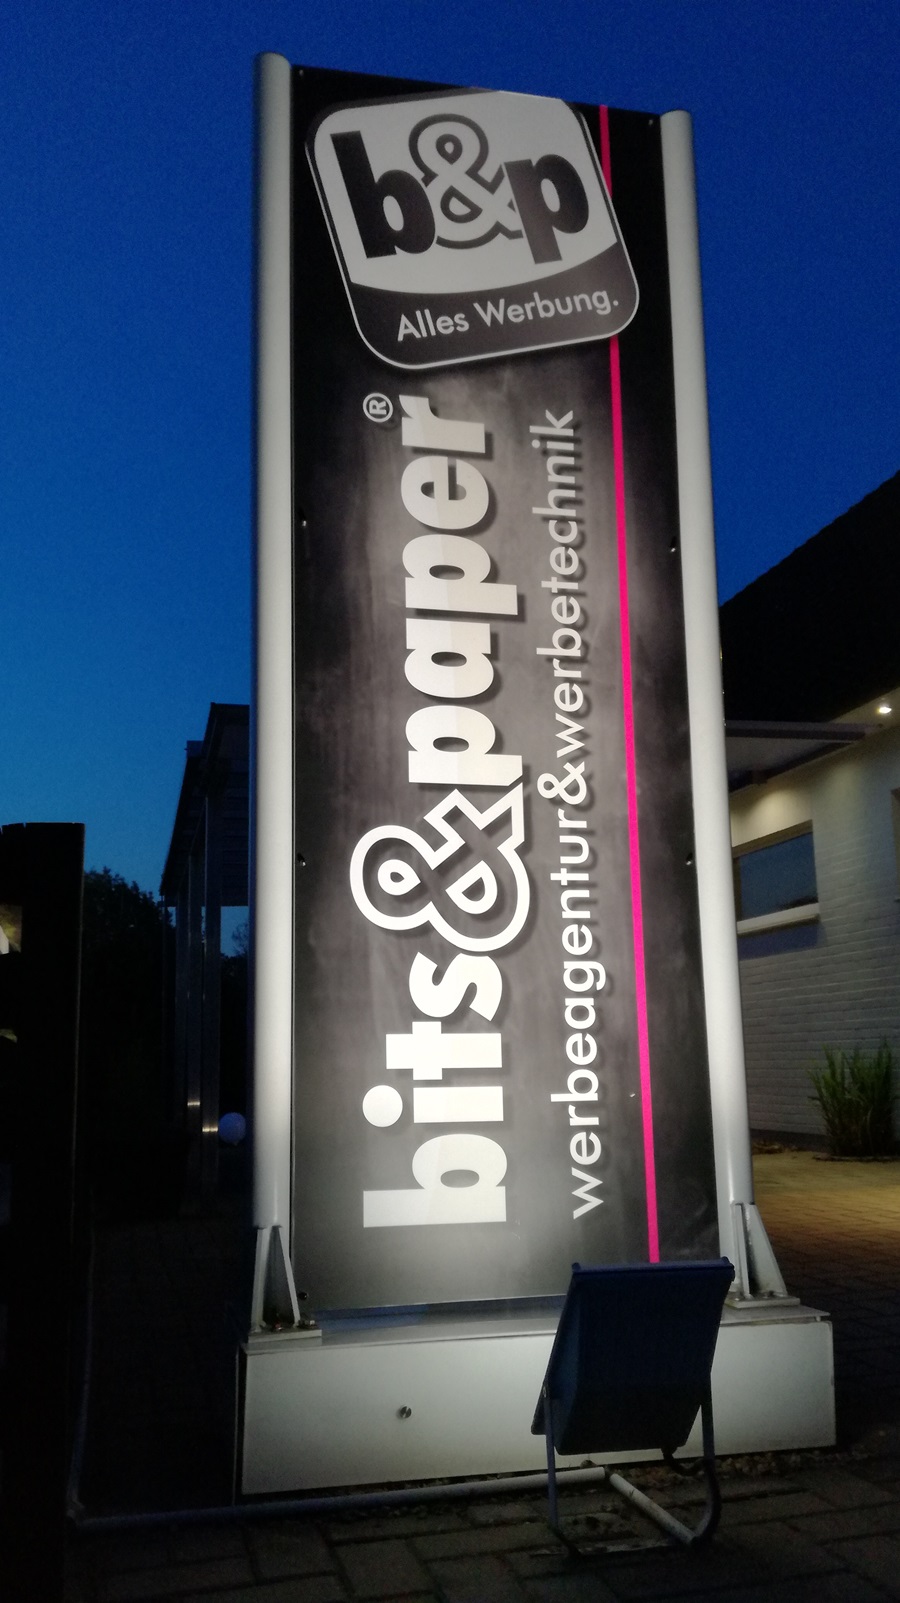 b&p
Alles Werbung.
bits&paper®
werbeagentur&werbetechnik